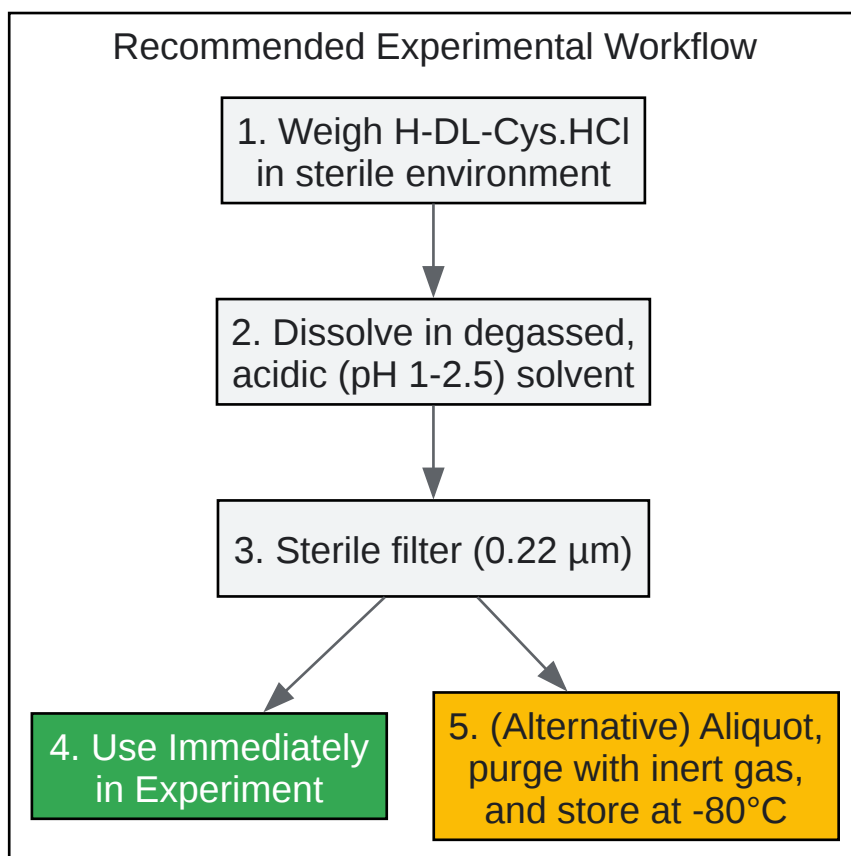 Recommended Experimental Workflow
1. Weigh H-DL-Cys.HCl
in sterile environment
2. Dissolve in degassed,
acidic (pH 1-2.5) solvent
3. Sterile filter (0.22 µm)
4. Use Immediately
in Experiment
5. (Alternative) Aliquot,
purge with inert gas,
and store at -80°C